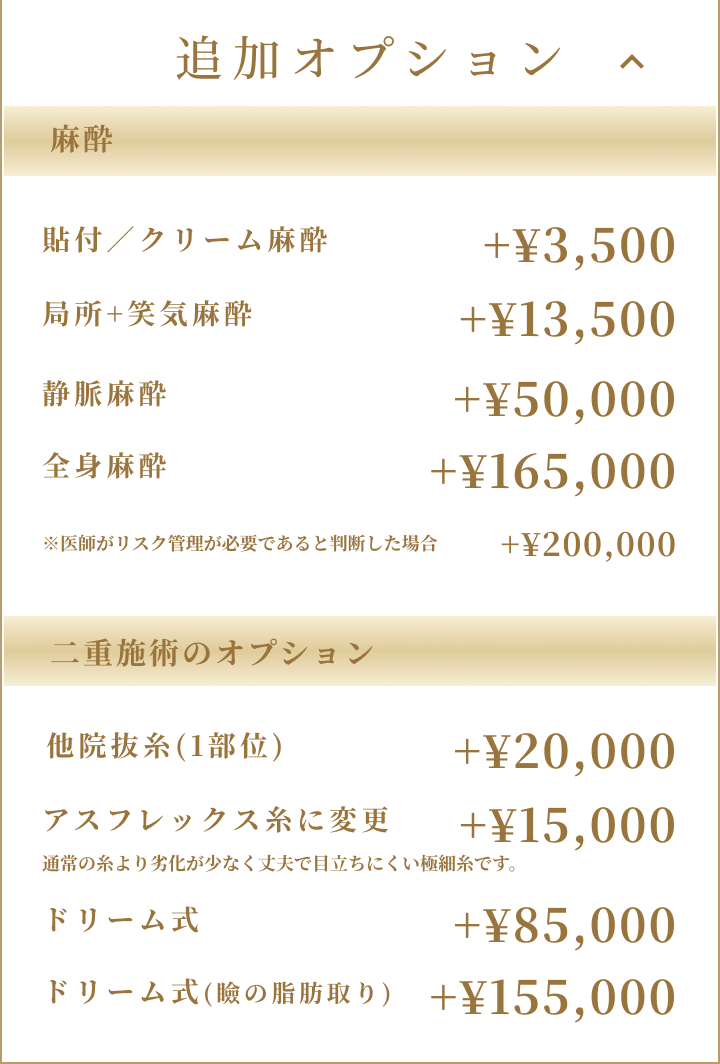 追加オプション
麻酔
貼付／クリーム麻酔 +¥3,500
局所+笑気麻酔 +¥13,500
静脈麻酔 +¥50,000
全身麻酔 +¥165,000
※医師がリスク管理が必要であると判断した場合 +¥200,000
二重施術のオプション
他院抜糸(1部位) +¥20,000
アスフレックス糸に変更 +¥15,000
通常の糸より劣化が少なく丈夫で目立ちにくい極細糸です。
ドリーム式 +¥85,000
ドリーム式(瞼の脂肪取り) +¥155,000